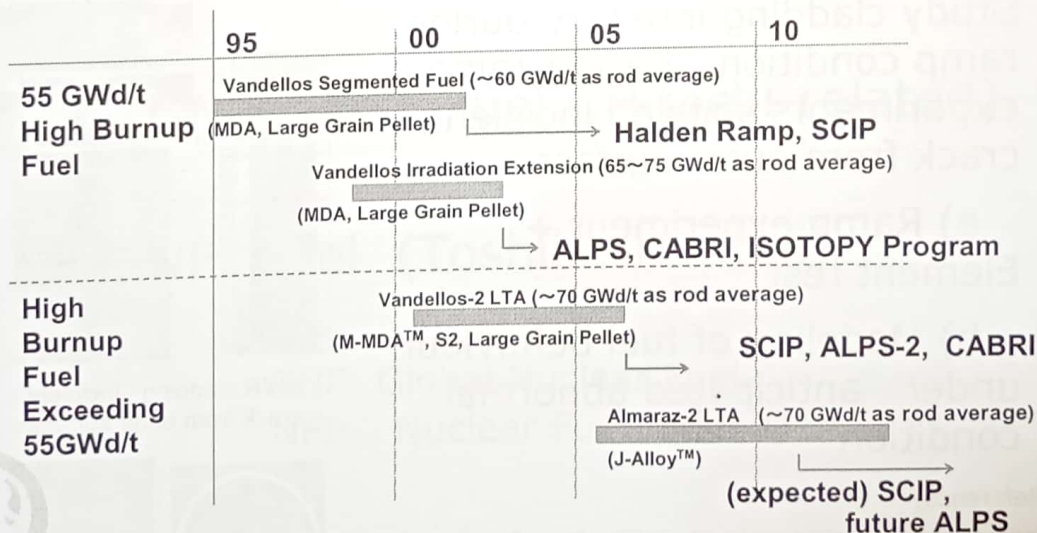 95 00 05 10
55 GWd/t
High Burnup
Fuel
Vandellos Segmented Fuel (~60 GWd/t as rod average)
(MDA, Large Grain Pellet)
Halden Ramp, SCIP
Vandellos Irradiation Extension (65~75 GWd/t as rod average)
(MDA, Large Grain Pellet)
ALPS, CABRI, ISOTOPY Program
High
Burnup
Fuel
Exceeding
55GWd/t
Vandellos-2 LTA (~70 GWd/t as rod average)
(M-MDA™, S2, Large Grain Pellet)
SCIP, ALPS-2, CABRI
Almaraz-2 LTA (~70 GWd/t as rod average)
(J-Alloy™)
(expected) SCIP,
future ALPS